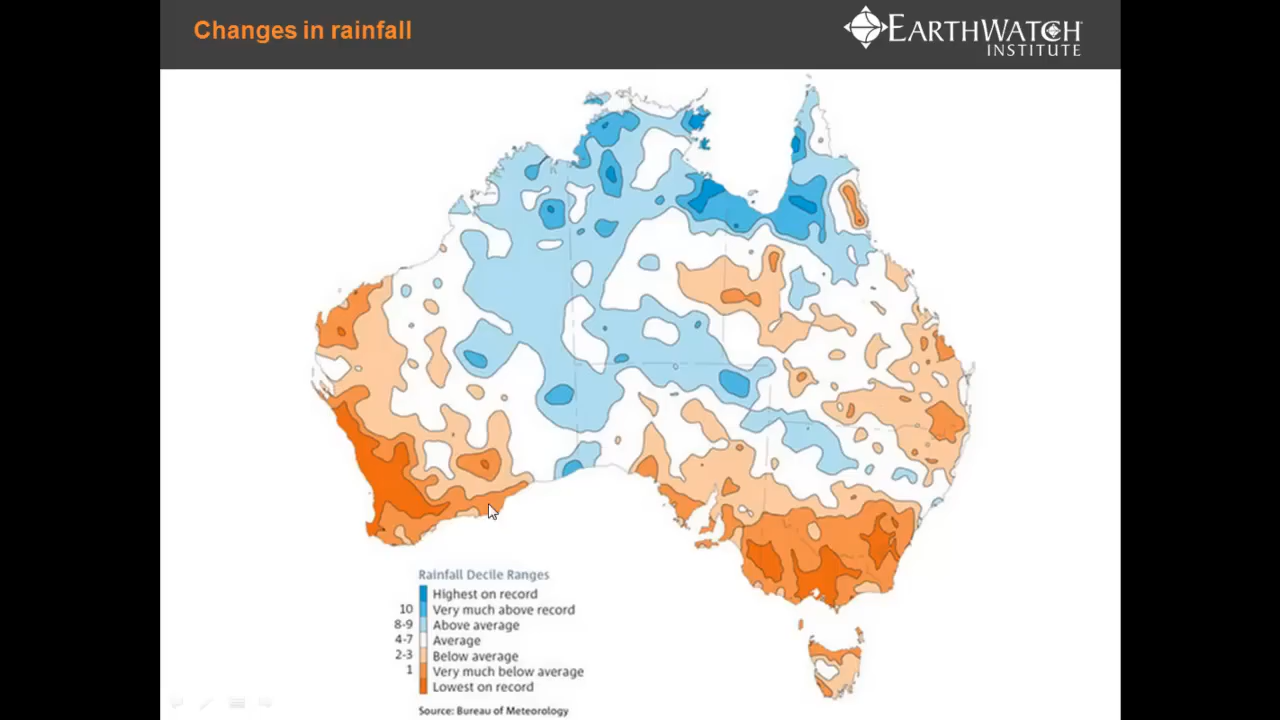 Changes in rainfall
EARTHWATCH
INSTITUTE
Rainfall Decile Ranges
Highest on record
10 Very much above record
8-9 Above average
4-7 Average
2-3 Below average
1 Very much below average
Lowest on record
Source: Bureau of Meteorology